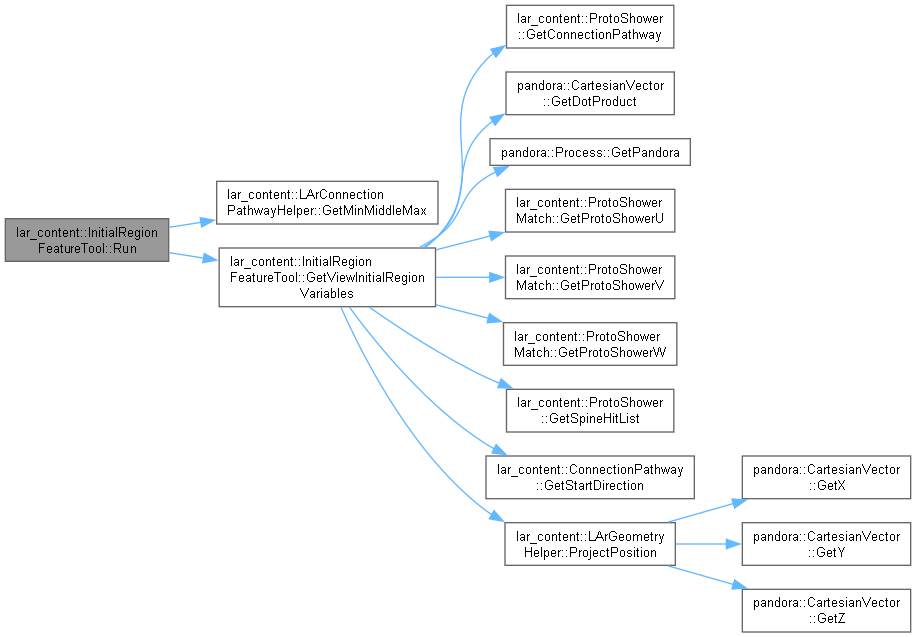 lar_content::InitialRegion
FeatureTool::Run
lar_content::LArConnection
PathwayHelper::GetMinMiddleMax
lar_content::InitialRegion
FeatureTool::GetViewInitialRegion
Variables
lar_content::ProtoShower
::GetConnectionPathway
pandora::CartesianVector
::GetDotProduct
pandora::Process::GetPandora
lar_content::ProtoShower
Match::GetProtoShowerU
lar_content::ProtoShower
Match::GetProtoShowerV
lar_content::ProtoShower
Match::GetProtoShowerW
lar_content::ProtoShower
::GetSpineHitList
lar_content::ConnectionPathway
::GetStartDirection
lar_content::LArGeometry
Helper::ProjectPosition
pandora::CartesianVector
::GetX
pandora::CartesianVector
::GetY
pandora::CartesianVector
::GetZ